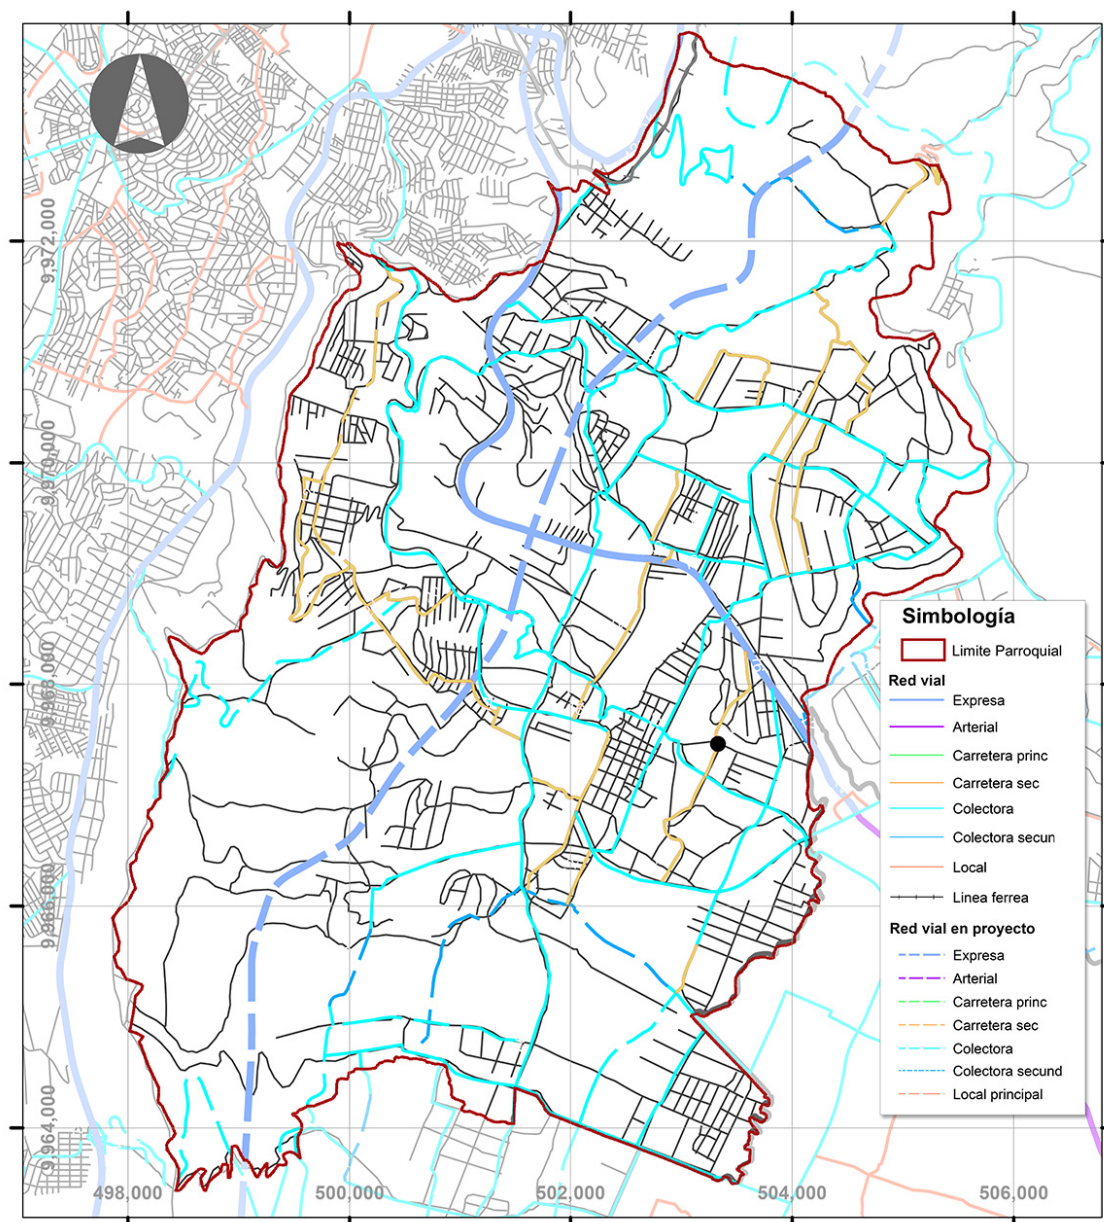 9,972,000
9,970,000
9,968,000
9,966,000
9,964,000
498,000
500,000
502,000
504,000
506,000
Simbología
Limite Parroquial
Red vial
Expresa
Arterial
Carretera princ
Carretera sec
Colectora
Colectora secun
Local
Linea ferrea
Red vial en proyecto
Expresa
Arterial
Carretera princ
Carretera sec
Colectora
Colectora secund
Local principal